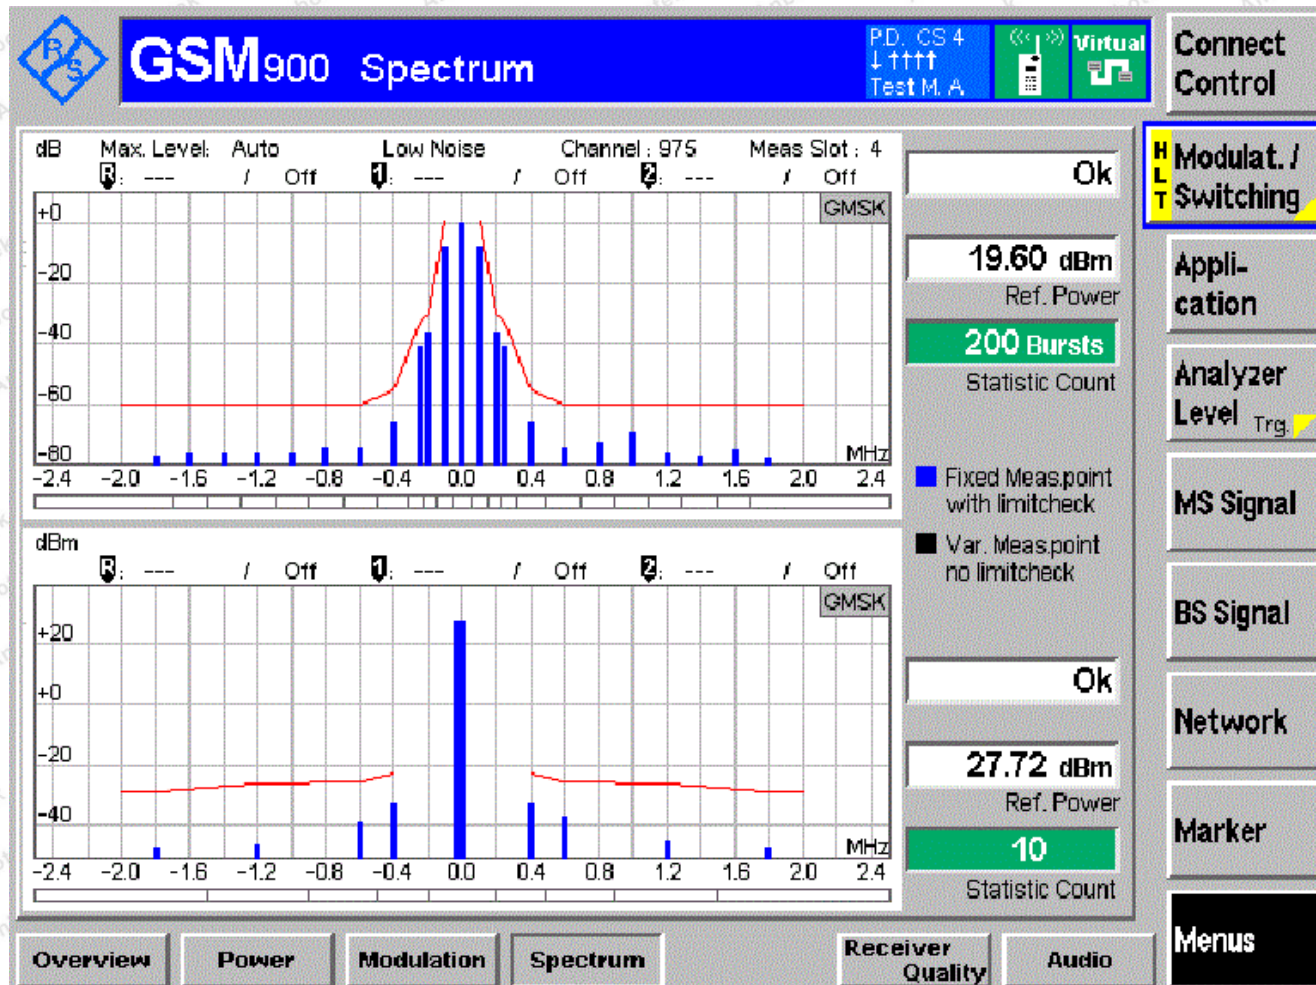 R&S
GSM900 Spectrum
P.D. CS 4
↓ ↑↑↑↑
Test M. A
Virtual
Connect
Control
dB Max. Level: Auto Low Noise Channel : 975 Meas Slot : 4
R: --- / Off 1: --- / Off 2: --- / Off
GMSK
+0
-20
-40
-60
-80
MHz
-2.4 -2.0 -1.6 -1.2 -0.8 -0.4 0.0 0.4 0.8 1.2 1.6 2.0 2.4
Ok
19.60 dBm
Ref. Power
200 Bursts
Statistic Count
Fixed Meas.point
with limitcheck
Var. Meas.point
no limitcheck
dBm
R: --- / Off 1: --- / Off 2: --- / Off
GMSK
+20
+0
-20
-40
MHz
-2.4 -2.0 -1.6 -1.2 -0.8 -0.4 0.0 0.4 0.8 1.2 1.6 2.0 2.4
Ok
27.72 dBm
Ref. Power
10
Statistic Count
HLT
Modulat. /
Switching
Appli-
cation
Analyzer
Level Trg.
MS Signal
BS Signal
Network
Marker
Menus
Overview
Power
Modulation
Spectrum
Receiver
Quality
Audio